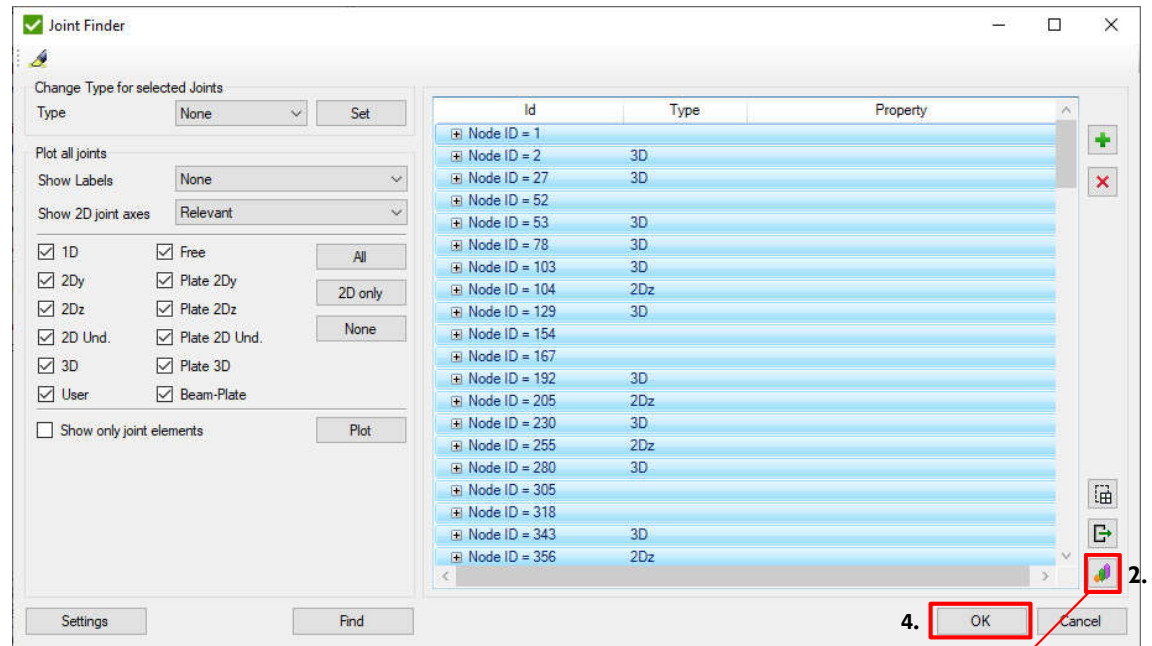 Joint Finder
Change Type for selected Joints
Type None Set
Plot all joints
Show Labels None
Show 2D joint axes Relevant
1D Free All
2Dy Plate 2Dy
2D only
2Dz Plate 2Dz
None
2D Und. Plate 2D Und.
3D Plate 3D
User Beam-Plate
Show only joint elements Plot
Settings Find
Id Type Property
Node ID = 1
Node ID = 2 3D
Node ID = 27 3D
Node ID = 52
Node ID = 53 3D
Node ID = 78 3D
Node ID = 103 3D
Node ID = 104 2Dz
Node ID = 129 3D
Node ID = 154
Node ID = 167
Node ID = 192 3D
Node ID = 205 2Dz
Node ID = 230 3D
Node ID = 255 2Dz
Node ID = 280 3D
Node ID = 305
Node ID = 318
Node ID = 343 3D
Node ID = 356 2Dz
2.
4. OK Cancel